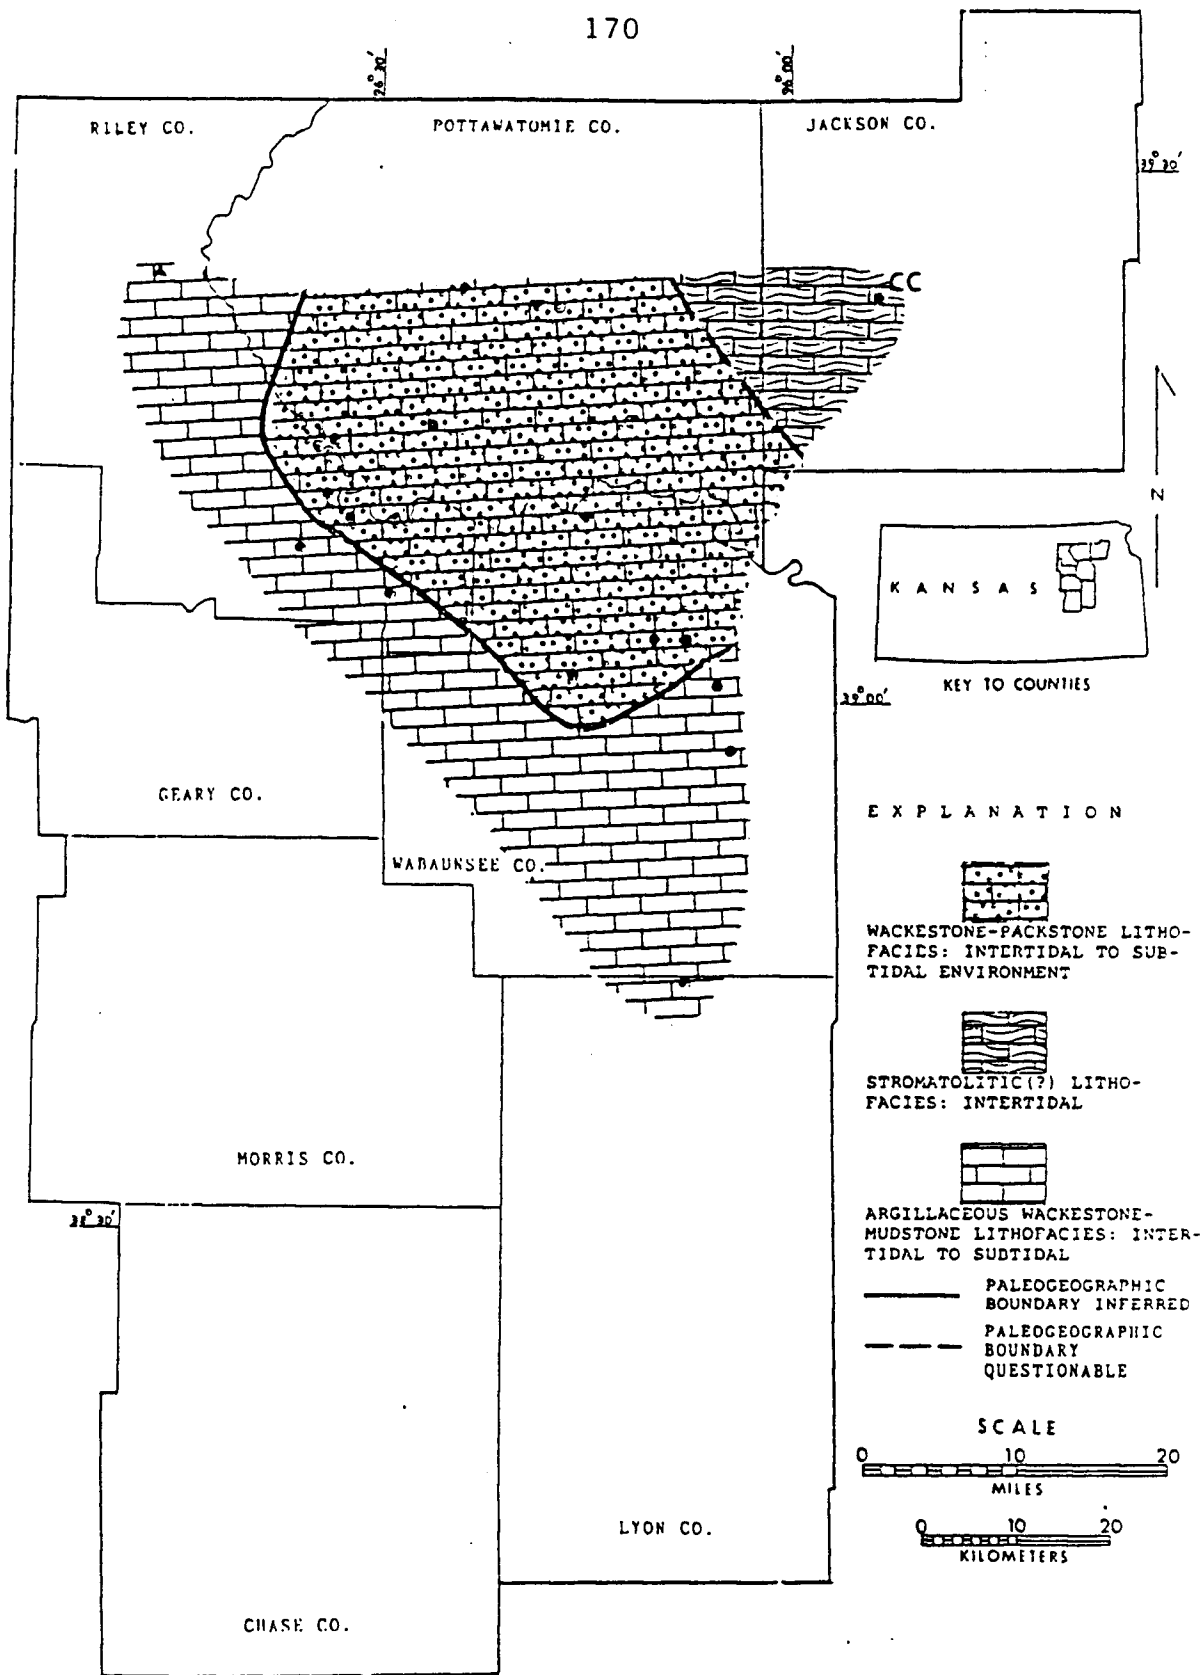 170
96°00'
RILEY CO.
POTTAWATOMIE CO.
JACKSON CO.
39°30'
CC
N
KANSAS
KEY TO COUNTIES
39°00'
GEARY CO.
EXPLANATION
WABAUNSEE CO.
WACKESTONE-PACKSTONE LITHO-
FACIES: INTERTIDAL TO SUB-
TIDAL ENVIRONMENT
STROMATOLITIC(?) LITHO-
FACIES: INTERTIDAL
MORRIS CO.
ARGILLACEOUS WACKESTONE-
MUDSTONE LITHOFACIES: INTER-
TIDAL TO SUBTIDAL
38°30'
PALEOGEOGRAPHIC
BOUNDARY INFERRED
PALEOGEOGRAPHIC
BOUNDARY
QUESTIONABLE
SCALE
0 10 20
MILES
LYON CO.
0 10 20
KILOMETERS
CHASE CO.